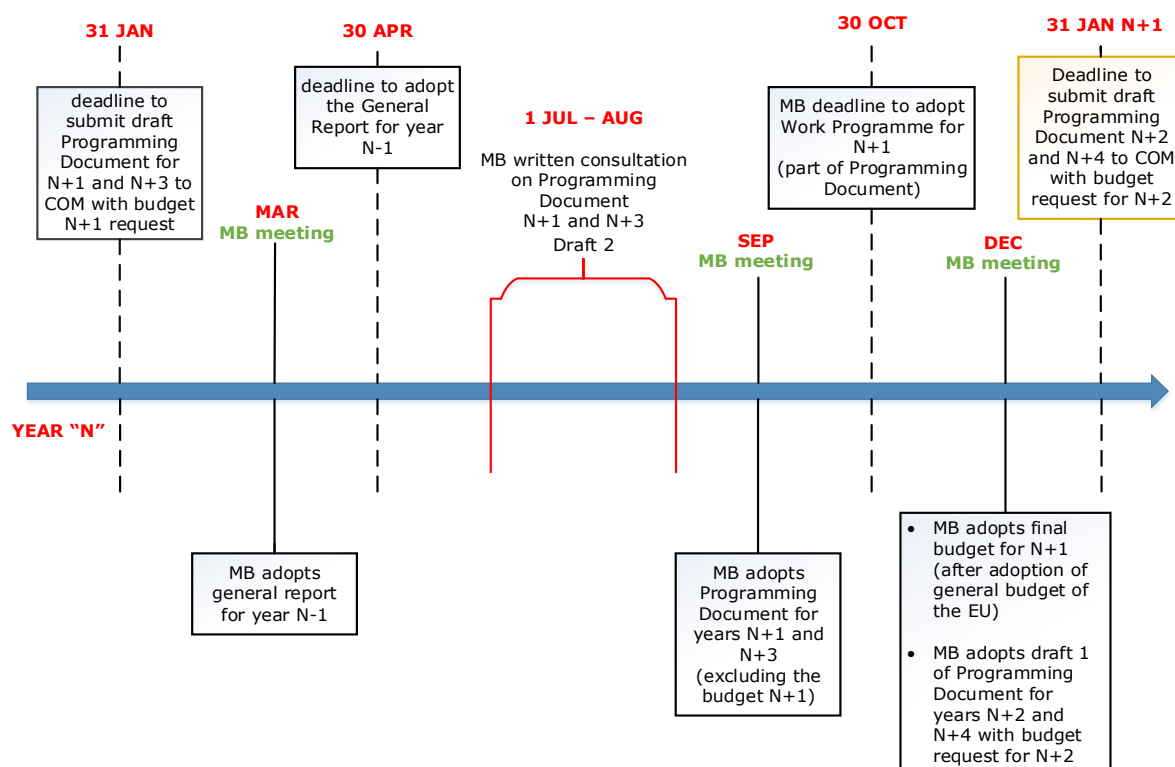 31 JAN
deadline to
submit draft
Programming
Document for
N+1 and N+3 to
COM with budget
N+1 request
MAR
MB meeting
30 APR
deadline to adopt
the General
Report for year
N-1
1 JUL – AUG
MB written consultation
on Programming
Document
N+1 and N+3
Draft 2
SEP
MB meeting
30 OCT
MB deadline to adopt
Work Programme for
N+1
(part of Programming
Document)
DEC
MB meeting
31 JAN N+1
Deadline to
submit draft
Programming
Document N+2
and N+4 to COM
with budget
request for N+2
YEAR “N”
MB adopts
general report
for year N-1
MB adopts
Programming
Document for
years N+1 and
N+3
(excluding the
budget N+1)
• MB adopts final
budget for N+1
(after adoption of
general budget of
the EU)
• MB adopts draft 1
of Programming
Document for
years N+2 and
N+4 with budget
request for N+2